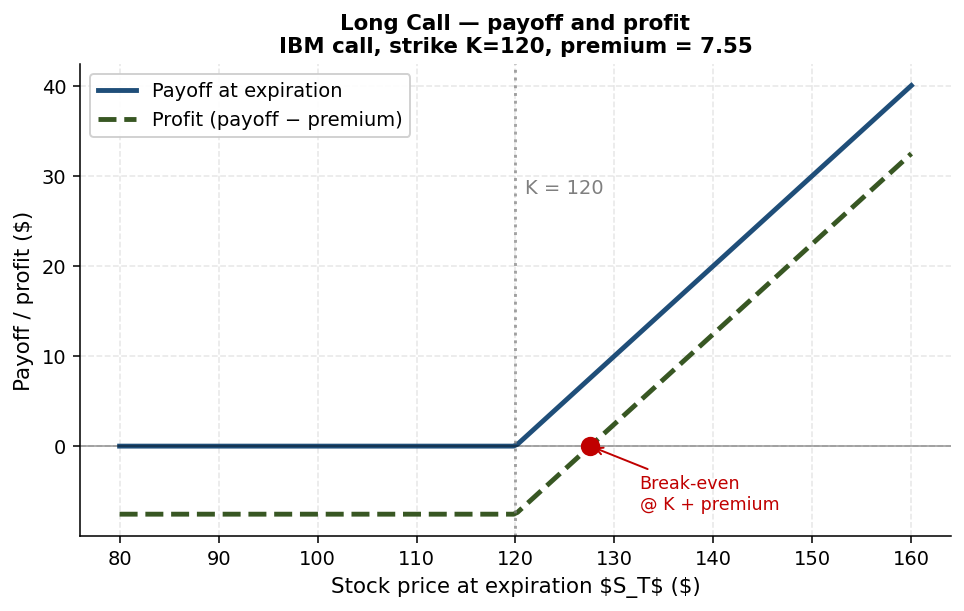 Long Call — payoff and profit
IBM call, strike K=120, premium = 7.55
Payoff at expiration
Profit (payoff − premium)
K = 120
Break-even
@ K + premium
Payoff / profit ($)
40
30
20
10
0
80 90 100 110 120 130 140 150 160
Stock price at expiration $S_T$ ($)